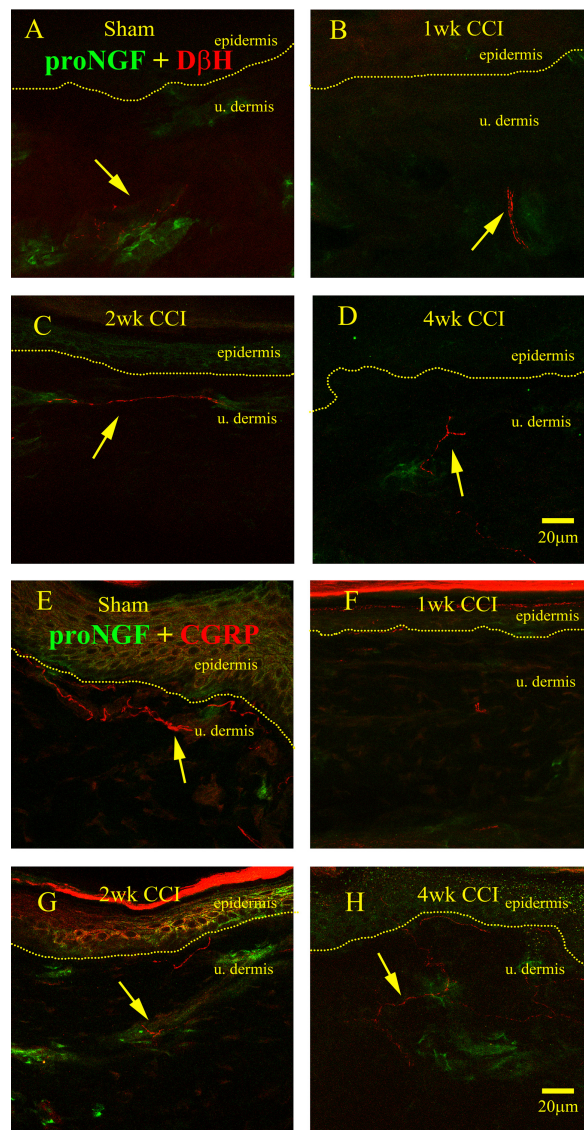 A
Sham
epidermis
proNGF + DβH
u. dermis
B
1wk CCI
epidermis
u. dermis
C
2wk CCI
epidermis
u. dermis
D
4wk CCI
epidermis
u. dermis
20µm
E
Sham
proNGF + CGRP
epidermis
u. dermis
F
1wk CCI
epidermis
u. dermis
G
2wk CCI
epidermis
u. dermis
H
4wk CCI
epidermis
u. dermis
20µm